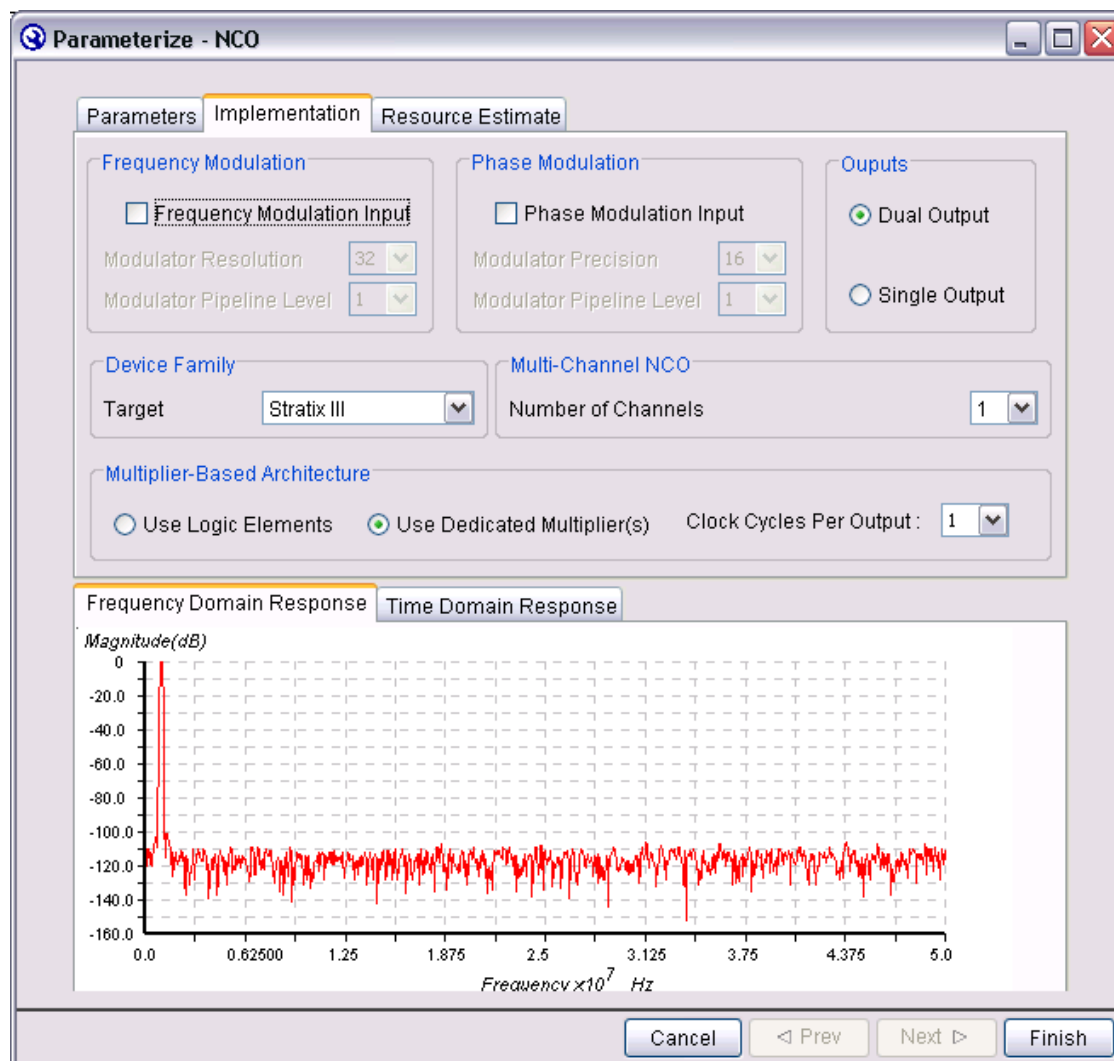 Parameterize - NCO
Parameters Implementation Resource Estimate
Frequency Modulation
Frequency Modulation Input
Modulator Resolution 32
Modulator Pipeline Level 1
Phase Modulation
Phase Modulation Input
Modulator Precision 16
Modulator Pipeline Level 1
Ouputs
Dual Output
Single Output
Device Family
Target Stratix III
Multi-Channel NCO
Number of Channels 1
Multiplier-Based Architecture
Use Logic Elements Use Dedicated Multiplier(s) Clock Cycles Per Output : 1
Frequency Domain Response Time Domain Response
Magnitude(dB)
0
-20.0
-40.0
-60.0
-80.0
-100.0
-120.0
-140.0
-160.0
0.0 0.62500 1.25 1.875 2.5 3.125 3.75 4.375 5.0
Frequency x10^7 Hz
Cancel Prev Next Finish